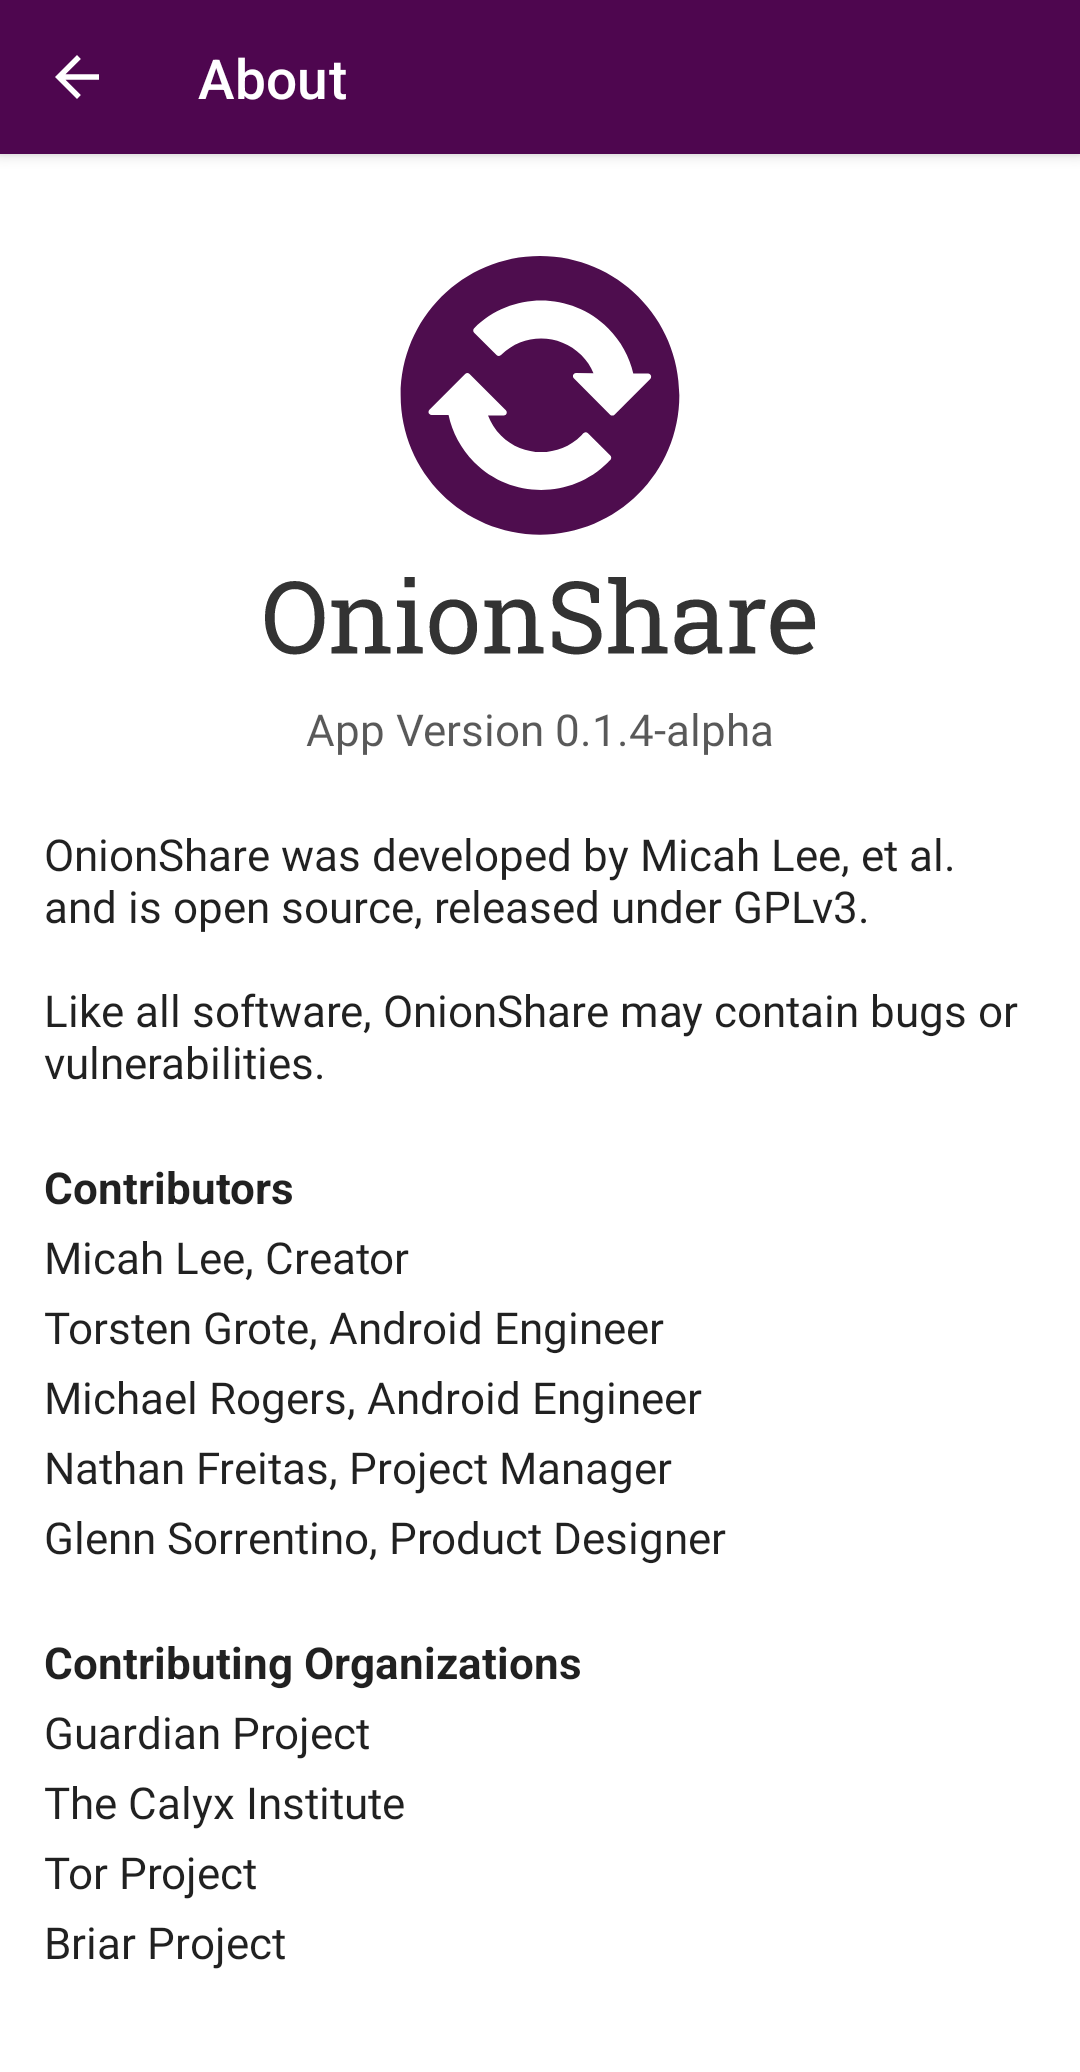 About
OnionShare
App Version 0.1.4-alpha
OnionShare was developed by Micah Lee, et al.
and is open source, released under GPLv3.
Like all software, OnionShare may contain bugs or
vulnerabilities.
Contributors
Micah Lee, Creator
Torsten Grote, Android Engineer
Michael Rogers, Android Engineer
Nathan Freitas, Project Manager
Glenn Sorrentino, Product Designer
Contributing Organizations
Guardian Project
The Calyx Institute
Tor Project
Briar Project